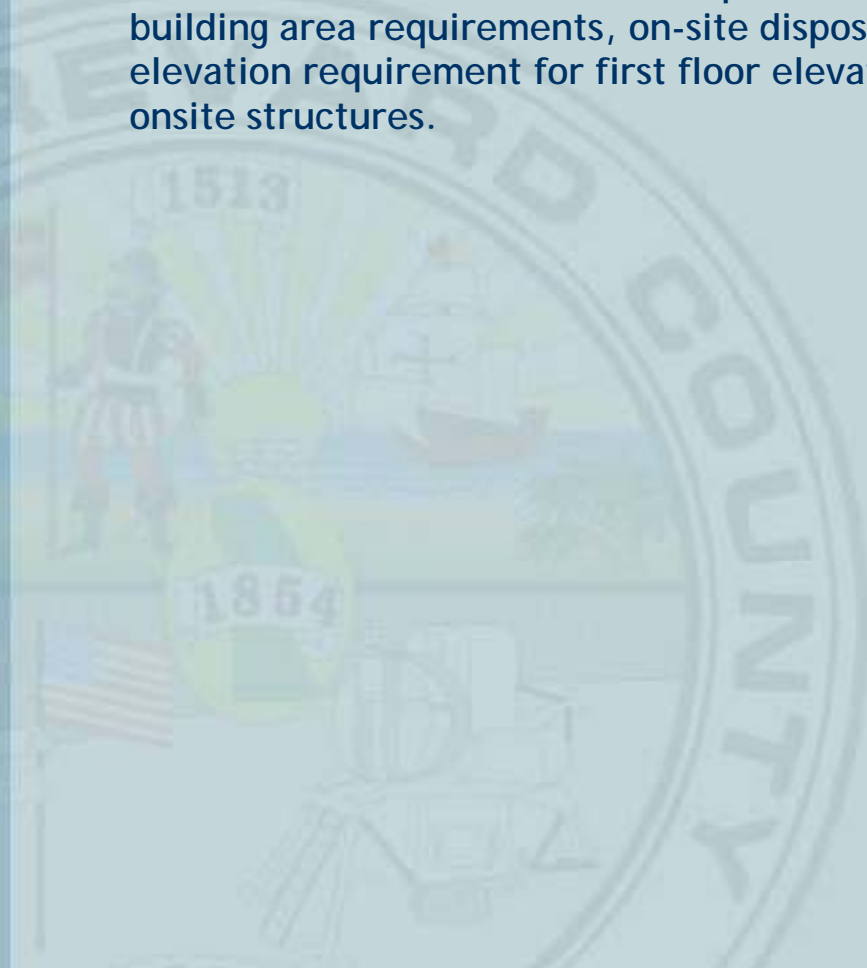 building area requirements, on-site
elevation requirement for first floor
onsite structures.
1513
COUNTY
1854